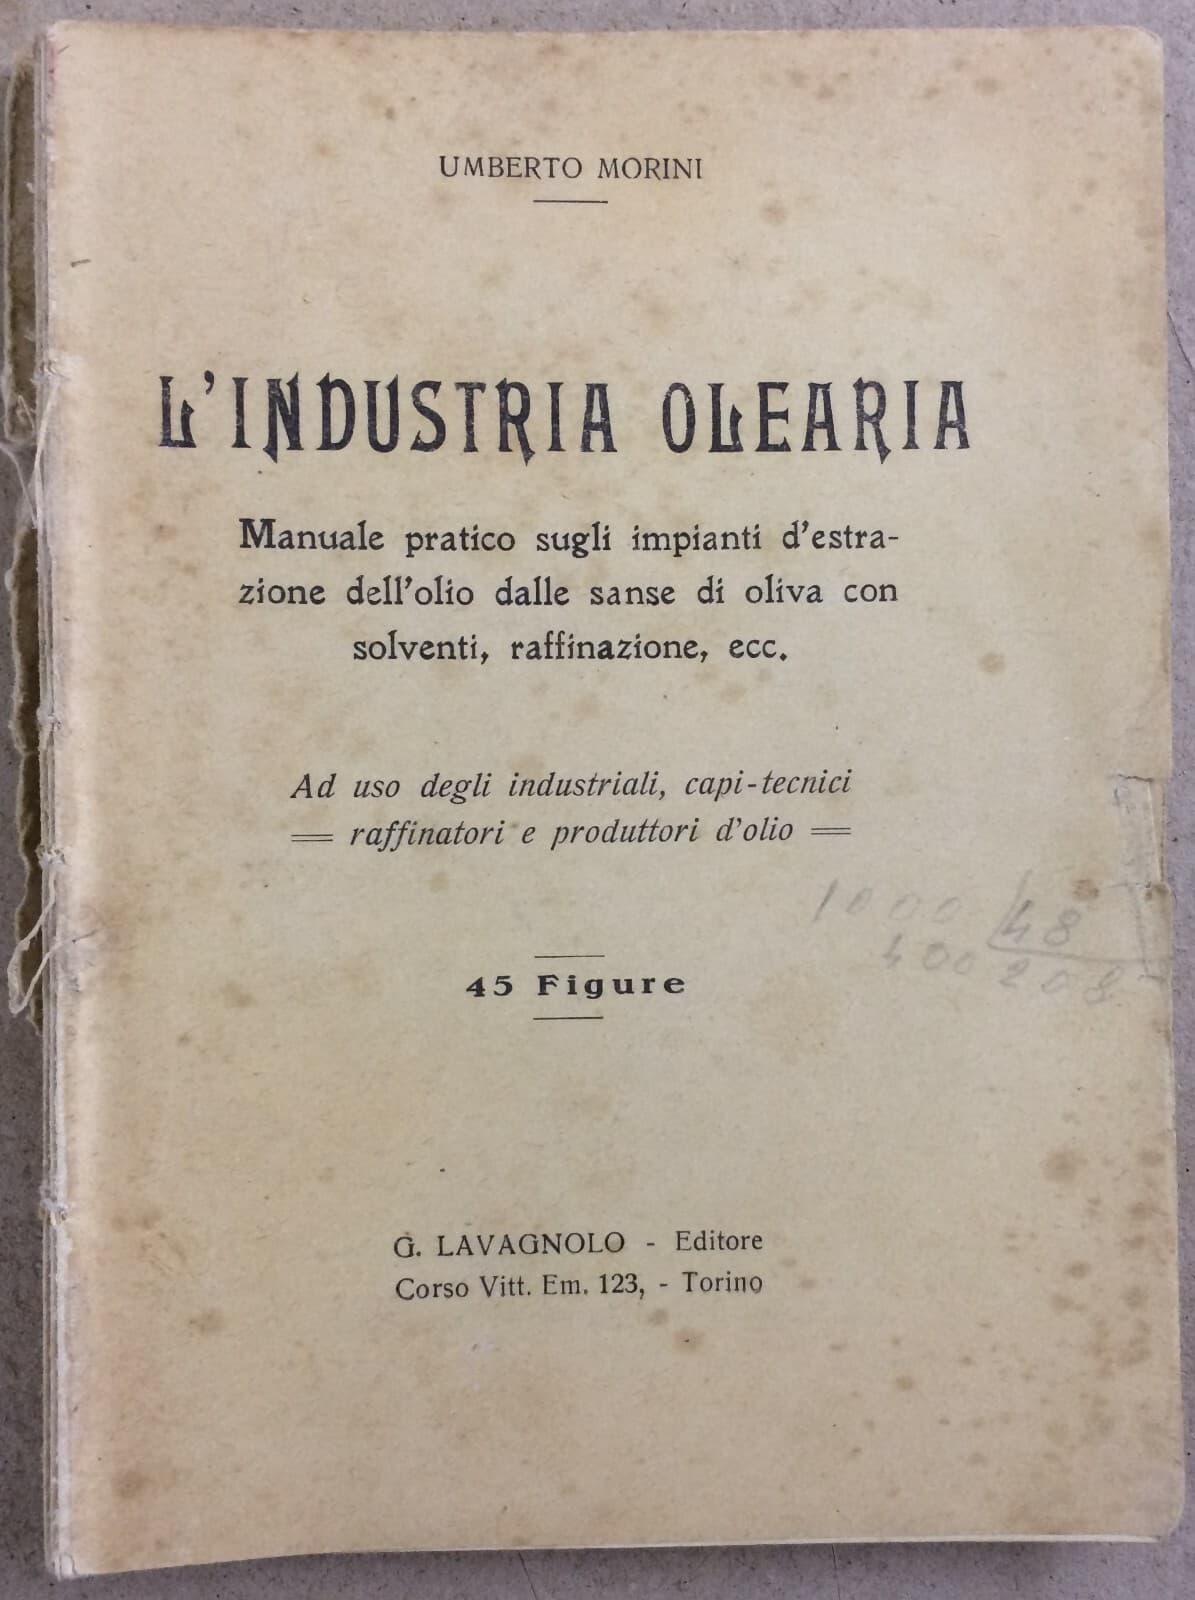 UMBERTO MORINI
L'INDUSTRIA OLEARIA
Manuale pratico sugli impianti d'estra-
zione dell'olio dalle sanse di oliva con
solventi, raffinazione, ecc.
Ad uso degli industriali, capi-tecnici
raffinatori e produttori d'olio
1000 48
400 208
45 Figure
G. LAVAGNOLO - Editore
Corso Vitt. Em. 123, - Torino